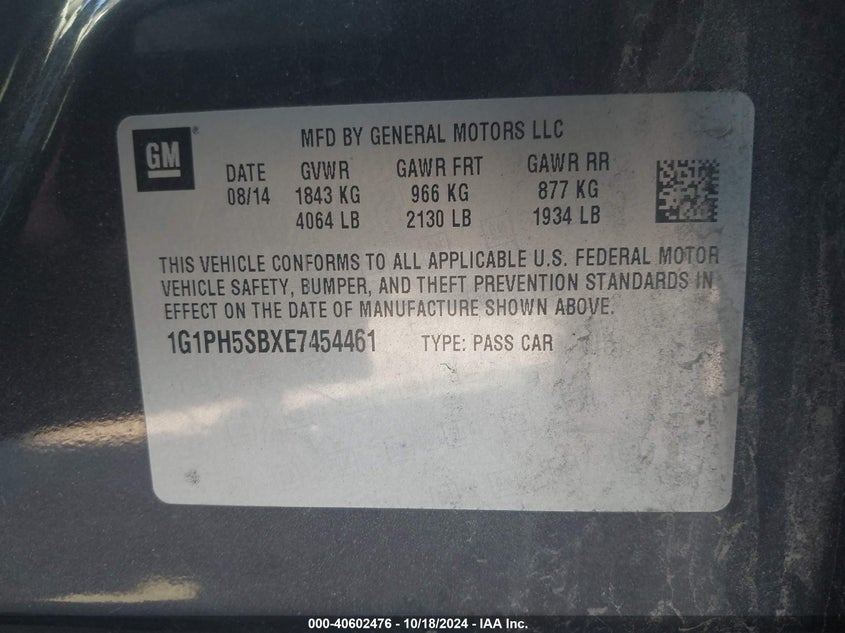 GM
MFD BY GENERAL MOTORS LLC
DATE GVWR GAWR FRT GAWR RR
08/14 1843 KG 966 KG 877 KG
4064 LB 2130 LB 1934 LB
THIS VEHICLE CONFORMS TO ALL APPLICABLE U.S. FEDERAL MOTOR
VEHICLE SAFETY, BUMPER, AND THEFT PREVENTION STANDARDS IN
EFFECT ON THE DATE OF MANUFACTURE SHOWN ABOVE.
1G1PH5SBXE7454461 TYPE: PASS CAR
000-40602476 - 10/18/2024 - IAA Inc.